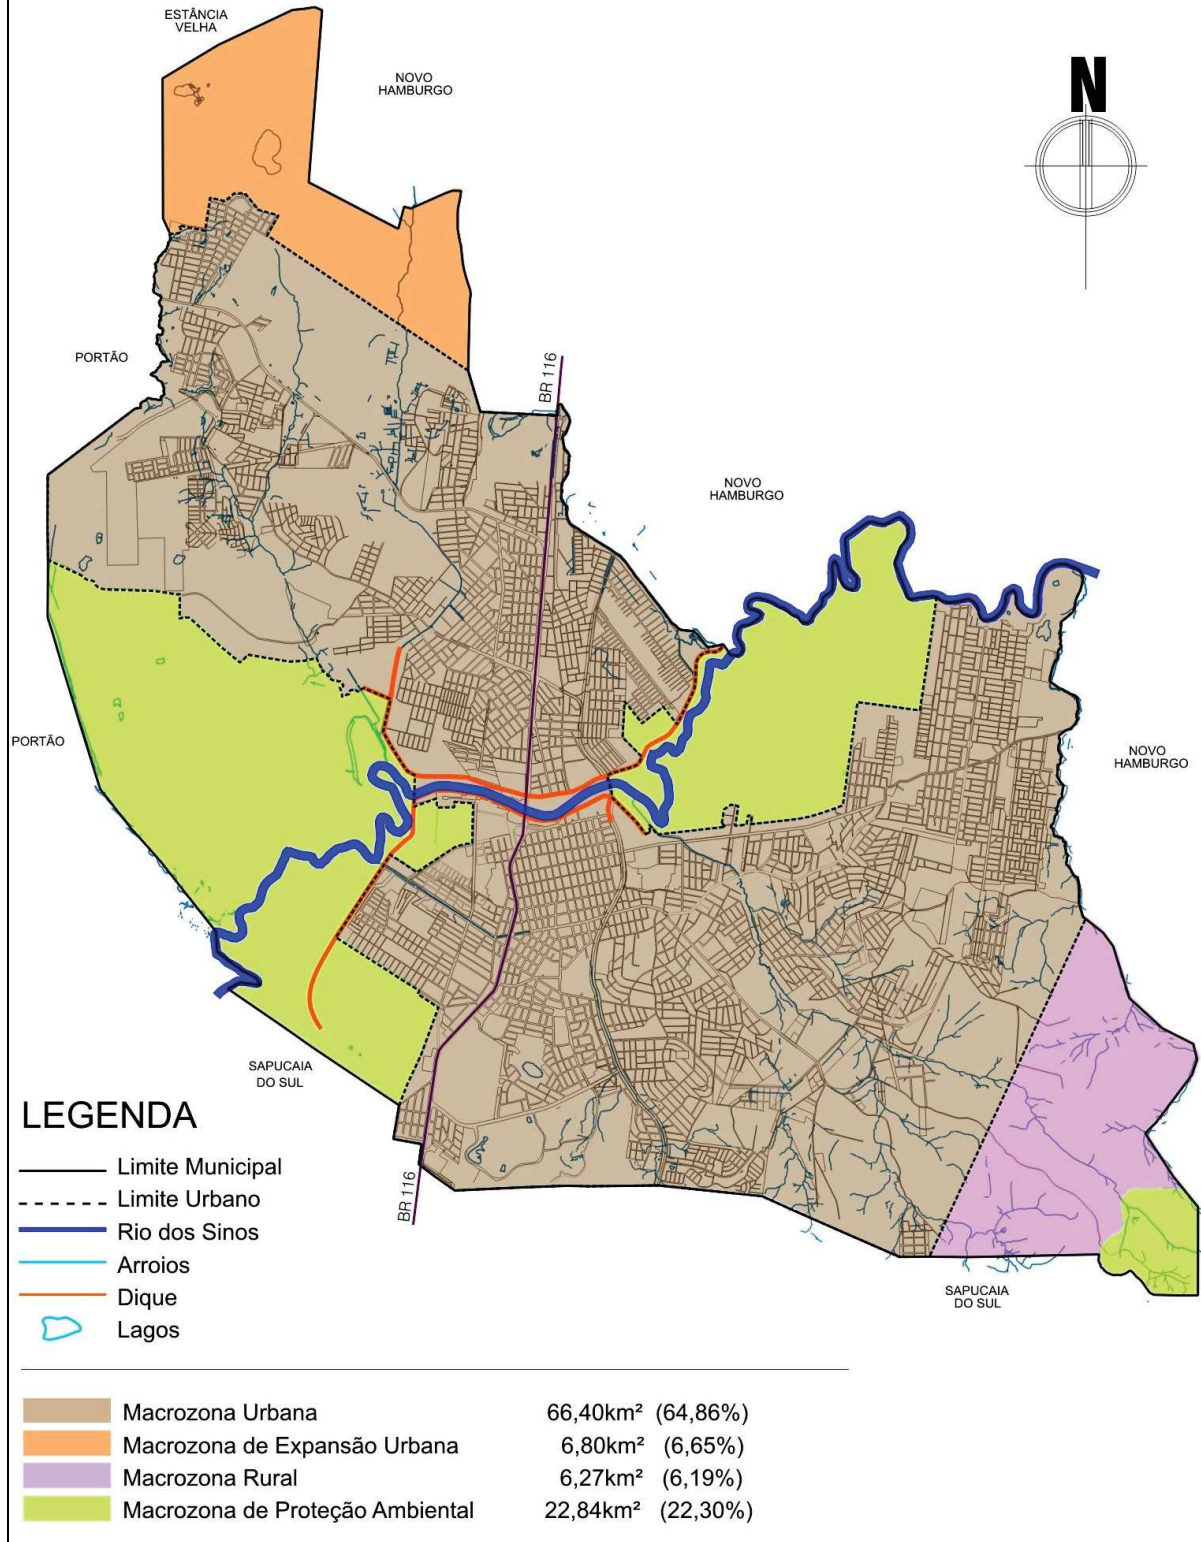 ESTÂNCIA
VELHA
NOVO
HAMBURGO
N
PORTÃO
BR 116
NOVO
HAMBURGO
PORTÃO
NOVO
HAMBURGO
SAPUCAIA
DO SUL
BR 116
SAPUCAIA
DO SUL
LEGENDA
Limite Municipal
Limite Urbano
Rio dos Sinos
Arroios
Dique
Lagos
Macrozona Urbana 66,40km² (64,86%)
Macrozona de Expansão Urbana 6,80km² (6,65%)
Macrozona Rural 6,27km² (6,19%)
Macrozona de Proteção Ambiental 22,84km² (22,30%)